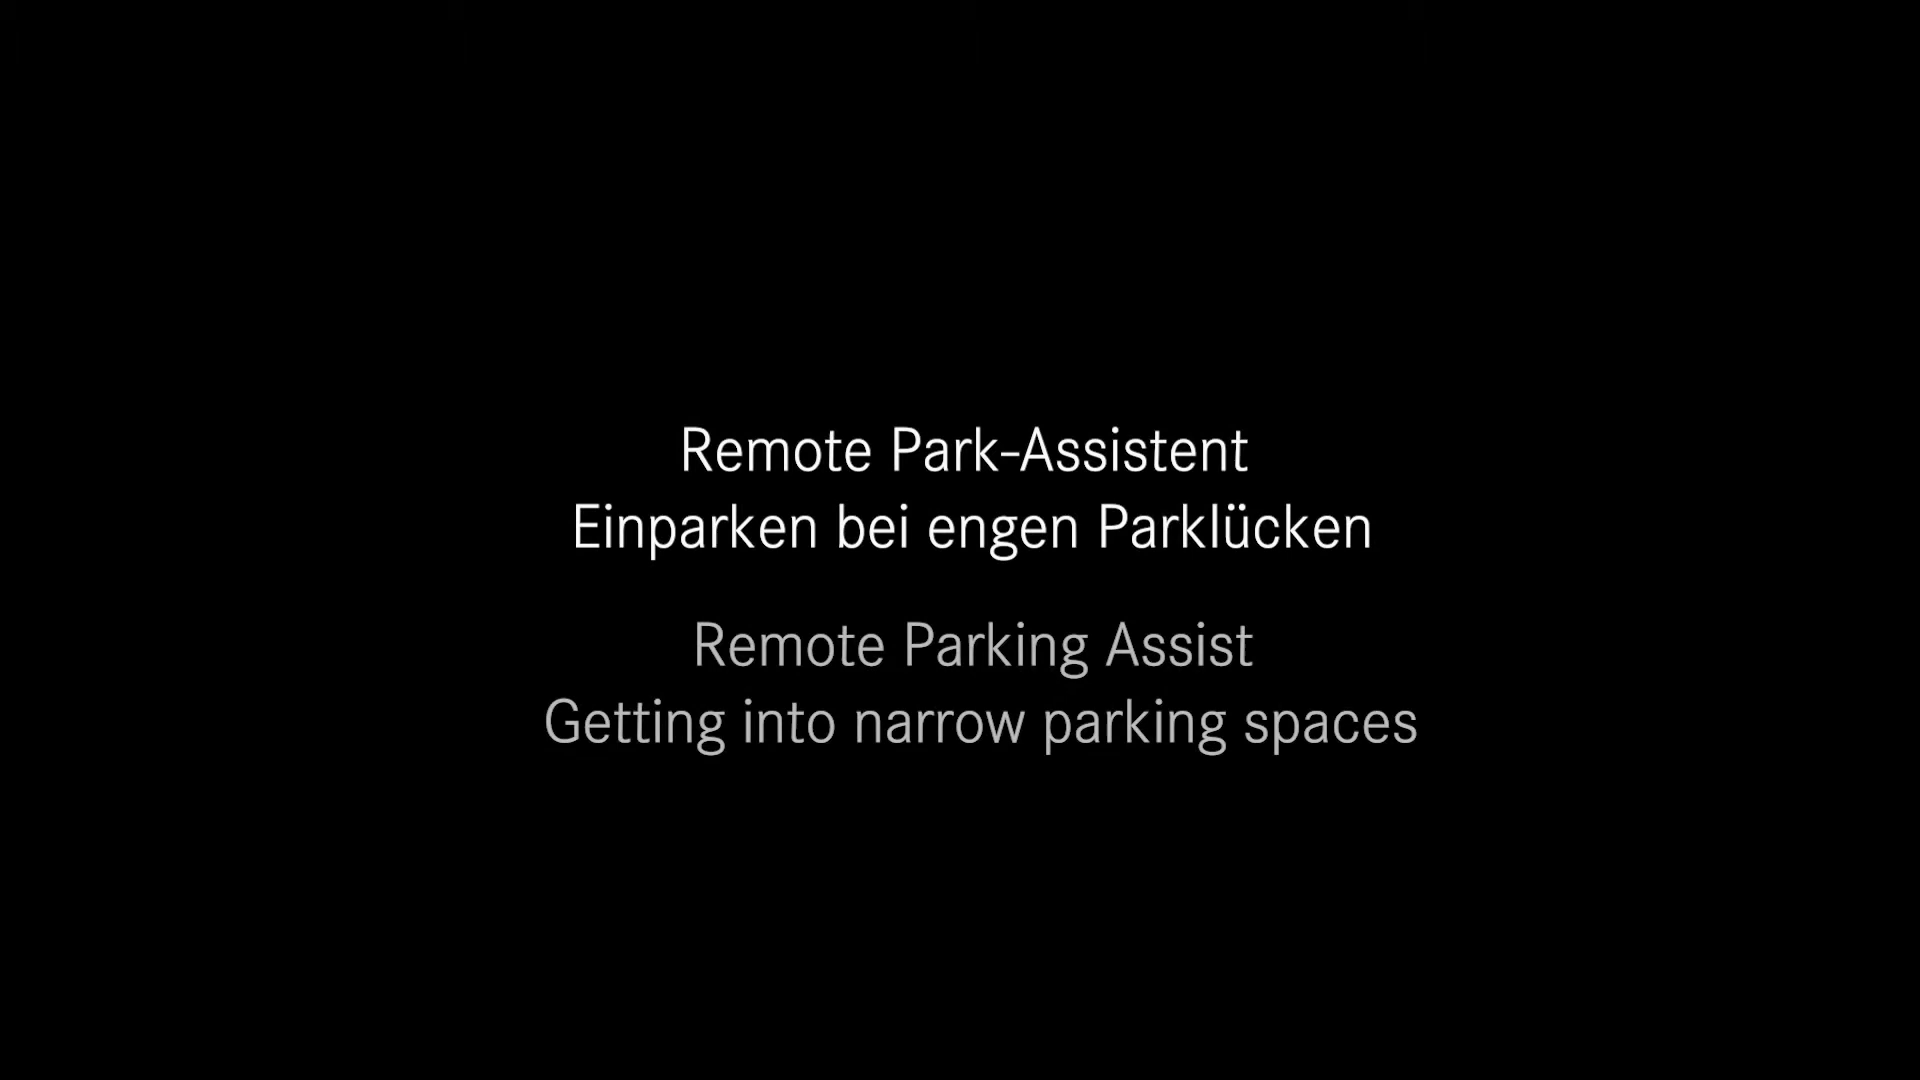 Remote Park-Assistent
Einparken bei engen Parklücken
Remote Parking Assist
Getting into narrow parking spaces